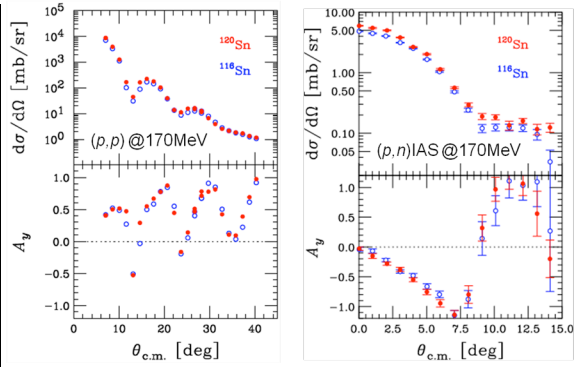 10^5
10^4
10^3
10^2
10^1
10^0
dσ/dΩ [mb/sr]
^120Sn
^116Sn
(p,p) @170MeV
1.0
0.5
0.0
−0.5
−1.0
A_y
0 10 20 30 40
θ_c.m. [deg]
10.00
5.00
1.00
0.50
0.10
0.05
dσ/dΩ [mb/sr]
^120Sn
^116Sn
(p,n)IAS @170MeV
1.0
0.5
0.0
−0.5
−1.0
A_y
0.0 2.5 5.0 7.5 10.0 12.5 15.0
θ_c.m. [deg]